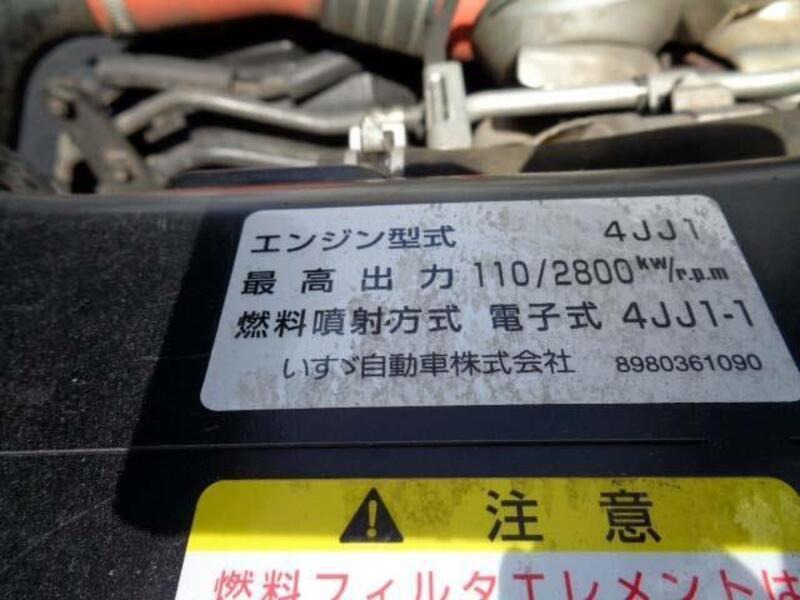 エンジン型式 4JJ1
最高出力 110/2800kw/r.p.m
燃料噴射方式 電子式 4JJ1-1
いすゞ自動車株式会社 8980361090
注意
燃料フィルタエレメントは